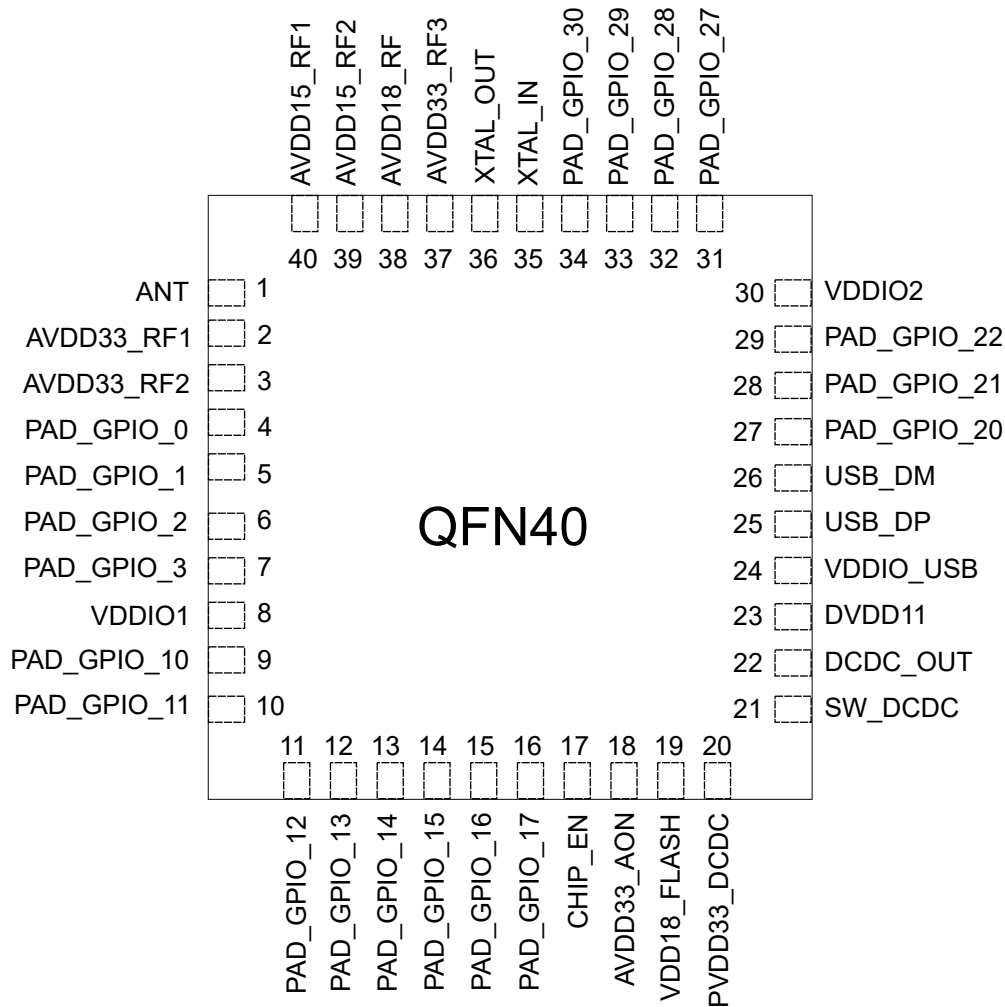 AVDD15_RF1
AVDD15_RF2
AVDD18_RF
AVDD33_RF3
XTAL_OUT
XTAL_IN
PAD_GPIO_30
PAD_GPIO_29
PAD_GPIO_28
PAD_GPIO_27
40 39 38 37 36 35 34 33 32 31
ANT 1
AVDD33_RF1 2
AVDD33_RF2 3
PAD_GPIO_0 4
PAD_GPIO_1 5
PAD_GPIO_2 6
PAD_GPIO_3 7
VDDIO1 8
PAD_GPIO_10 9
PAD_GPIO_11 10
QFN40
30 VDDIO2
29 PAD_GPIO_22
28 PAD_GPIO_21
27 PAD_GPIO_20
26 USB_DM
25 USB_DP
24 VDDIO_USB
23 DVDD11
22 DCDC_OUT
21 SW_DCDC
11 12 13 14 15 16 17 18 19 20
PAD_GPIO_12
PAD_GPIO_13
PAD_GPIO_14
PAD_GPIO_15
PAD_GPIO_16
PAD_GPIO_17
CHIP_EN
AVDD33_AON
VDD18_FLASH
PVDD33_DCDC